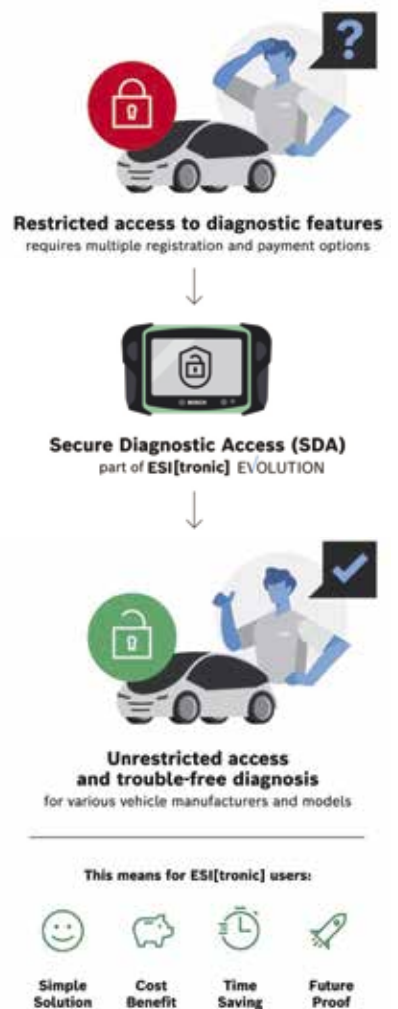 ?
Restricted access to diagnostic features
requires multiple registration and payment options
BOSCH
Secure Diagnostic Access (SDA)
part of ESI[tronic] EVOLUTION
Unrestricted access
and trouble-free diagnosis
for various vehicle manufacturers and models
This means for ESI[tronic] users:
Simple Cost Time Future
Solution Benefit Saving Proof